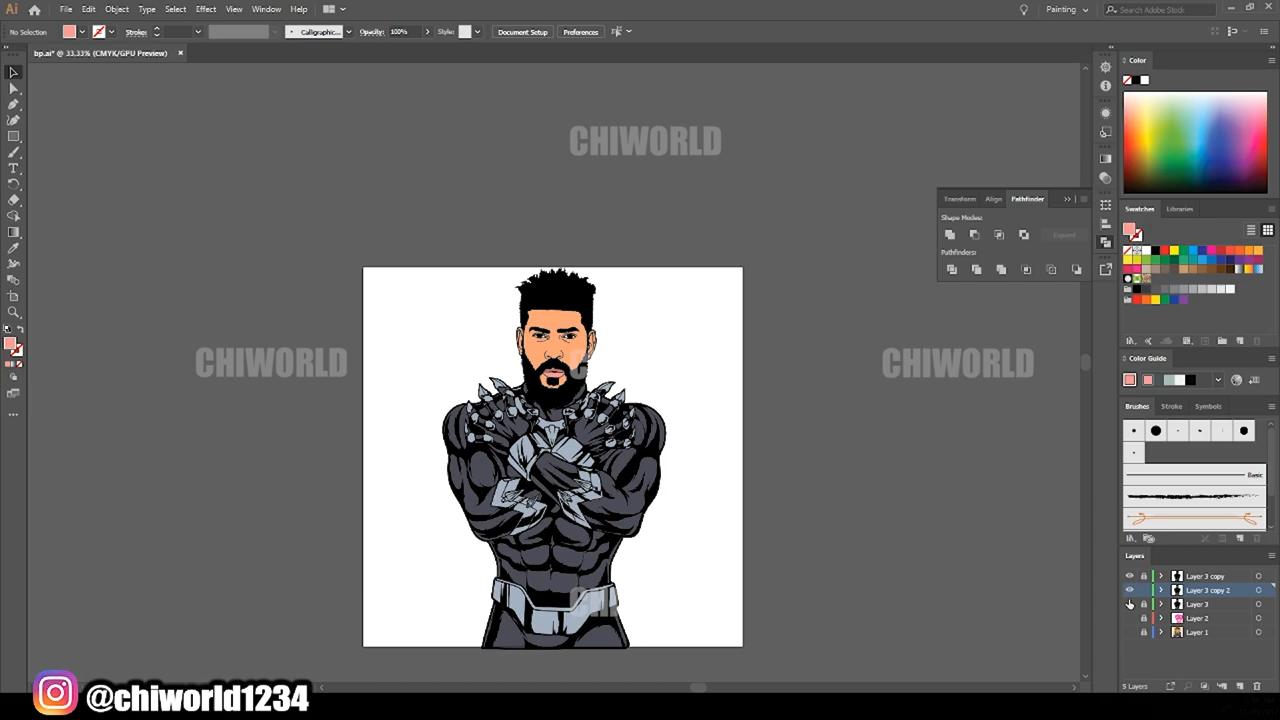 Ai File Edit Object Type Select Effect View Window Help Painting Search Adobe Stock
No Selection Stroke: Calligraphic... Opacity: 100% Style: Document Setup Preferences
bp.ai* @ 33.33% (CMYK/GPU Preview) ×
Color
CHIWORLD
Transform Align Pathfinder
Shape Modes:
Expand
Pathfinders:
Swatches Libraries
CHIWORLD
CHIWORLD
Color Guide
Brushes Stroke Symbols
Basic
Layers
Layer 3 copy
Layer 3 copy 2
Layer 3
Layer 2
Layer 1
5 Layers
@chiworld1234